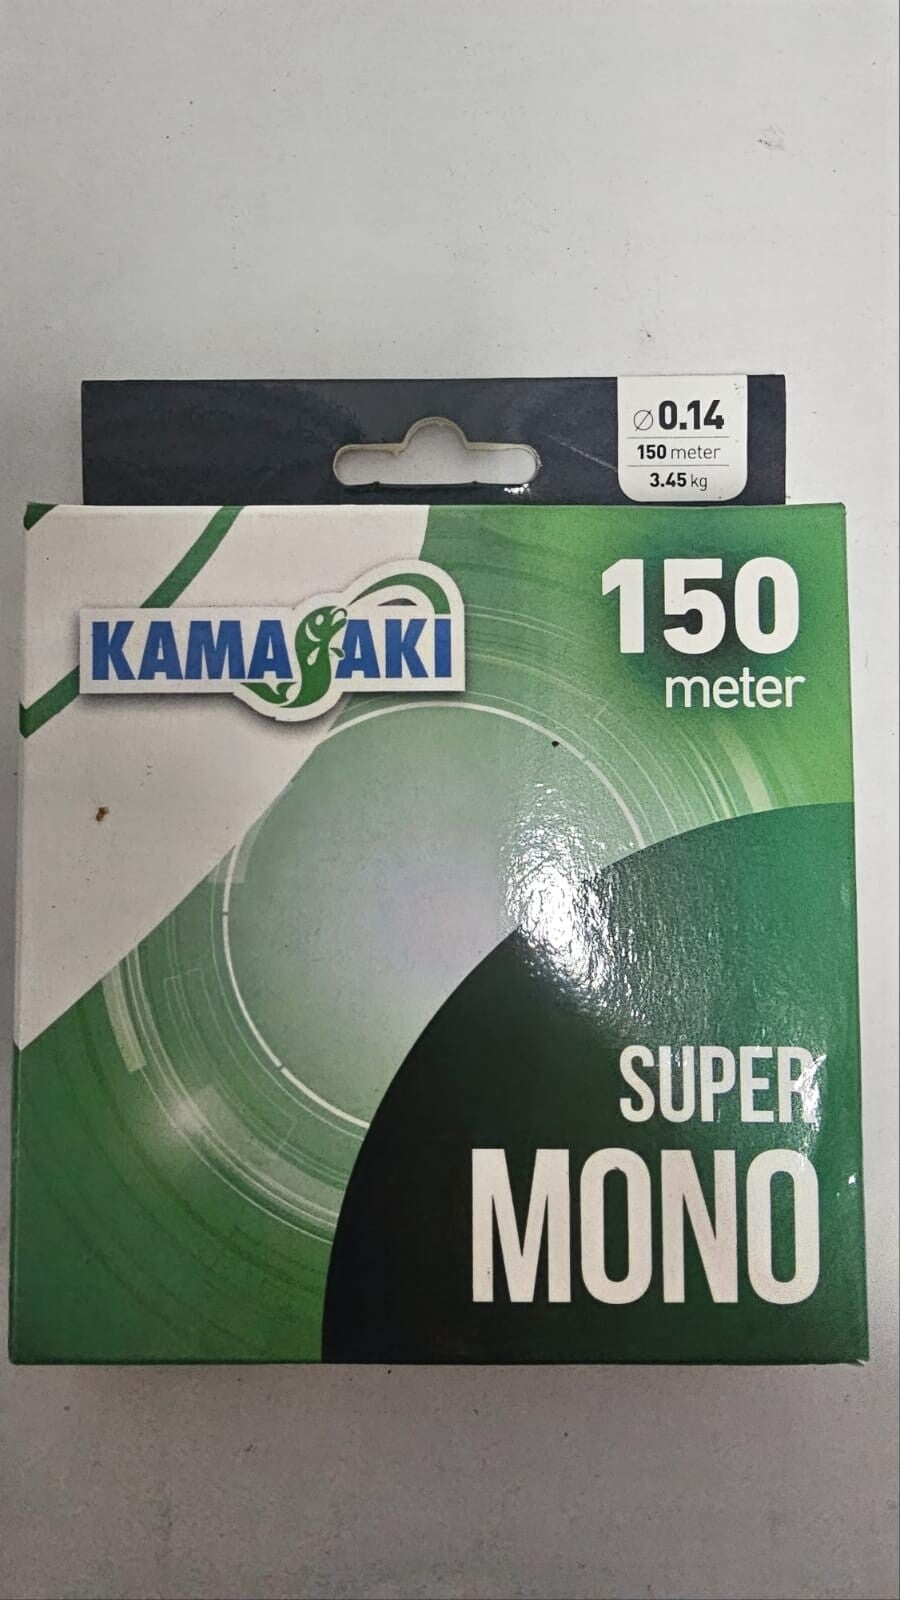 ⌀ 0.14
150 meter
3.45 kg
KAMASAKI
150
meter
SUPER
MONO